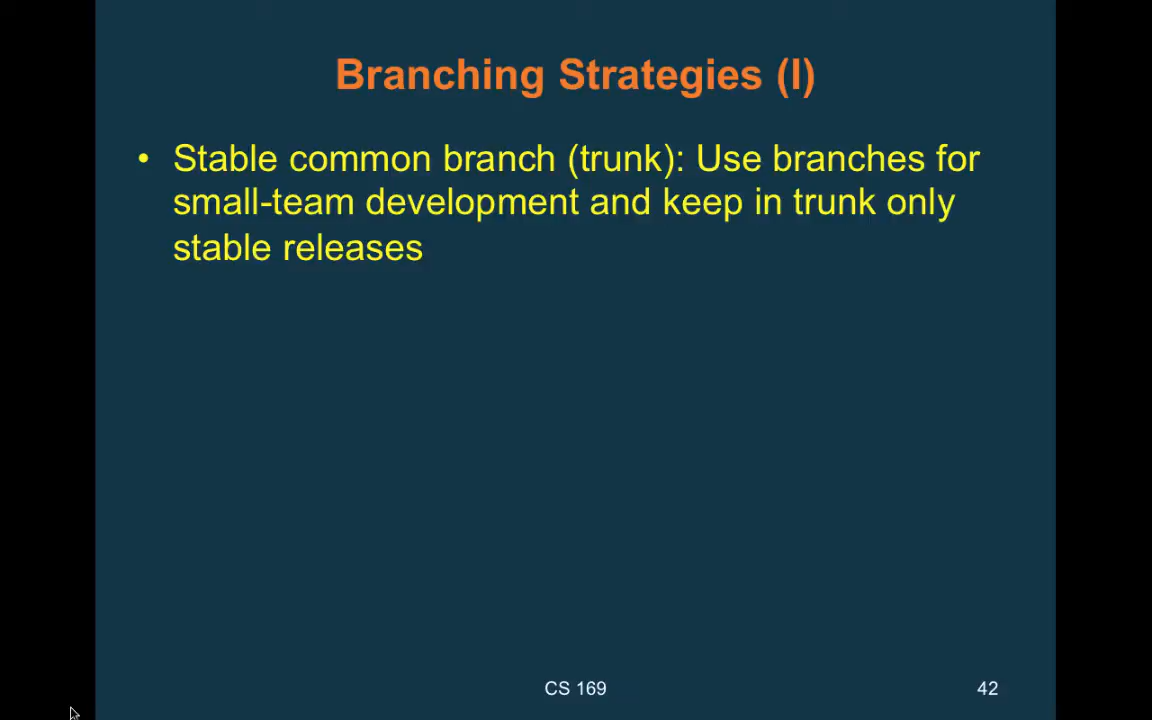 Branching Strategies (I)
• Stable common branch (trunk): Use branches for
small-team development and keep in trunk only
stable releases
CS 169
42